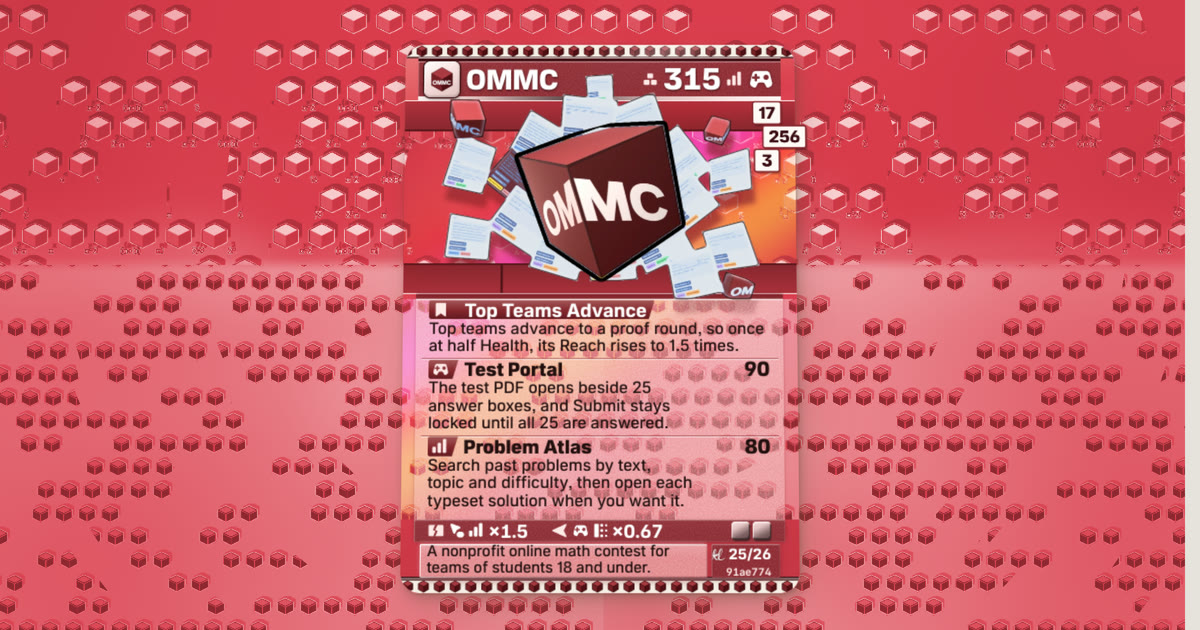 OMMC
OMMC
315
17
256
3
MC
OM
OMMC
OM
Top Teams Advance
Top teams advance to a proof round, so once
at half Health, its Reach rises to 1.5 times.
Test Portal
90
The test PDF opens beside 25
answer boxes, and Submit stays
locked until all 25 are answered.
Problem Atlas
80
Search past problems by text,
topic and difficulty, then open each
typeset solution when you want it.
×1.5
×0.67
A nonprofit online math contest for
teams of students 18 and under.
25/26
91ae774